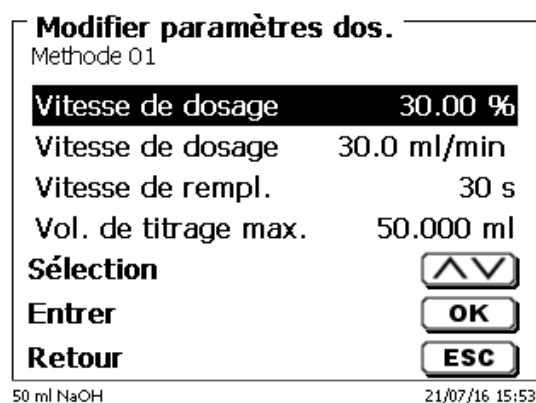 Modifier paramètres dos.
Methode 01
Vitesse de dosage 30.00 %
Vitesse de dosage 30.0 ml/min
Vitesse de rempl. 30 s
Vol. de titrage max. 50.000 ml
Sélection
Entrer OK
Retour ESC
50 ml NaOH 21/07/16 15:53